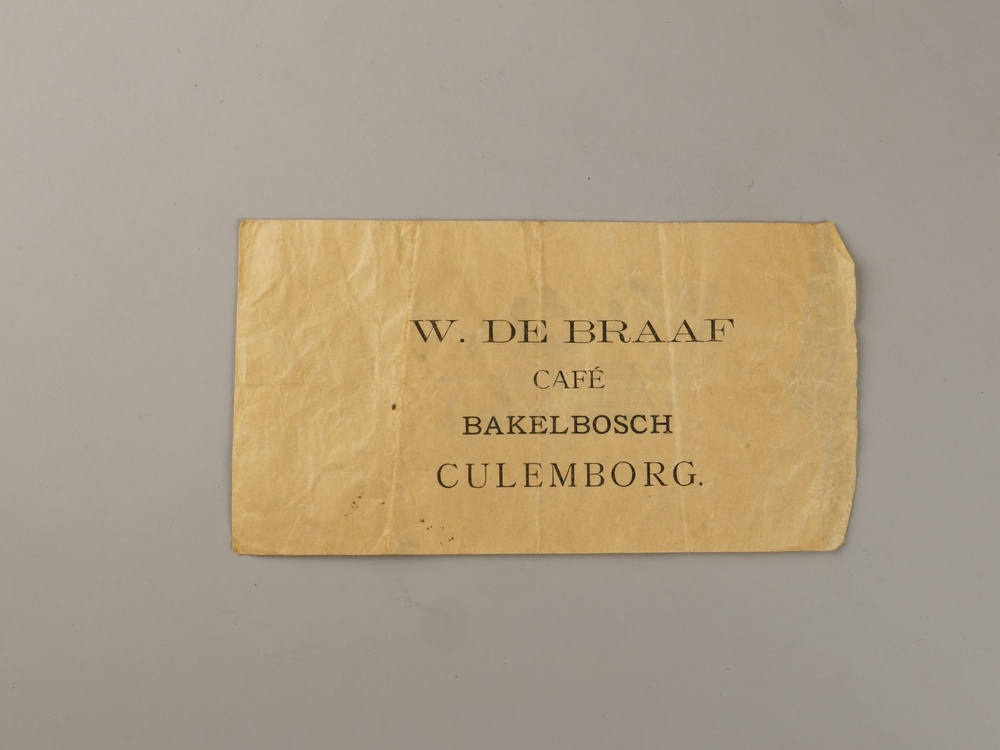 W. DE BRAAF
CAFÉ
BAKELBOSCH
CULEMBORG.